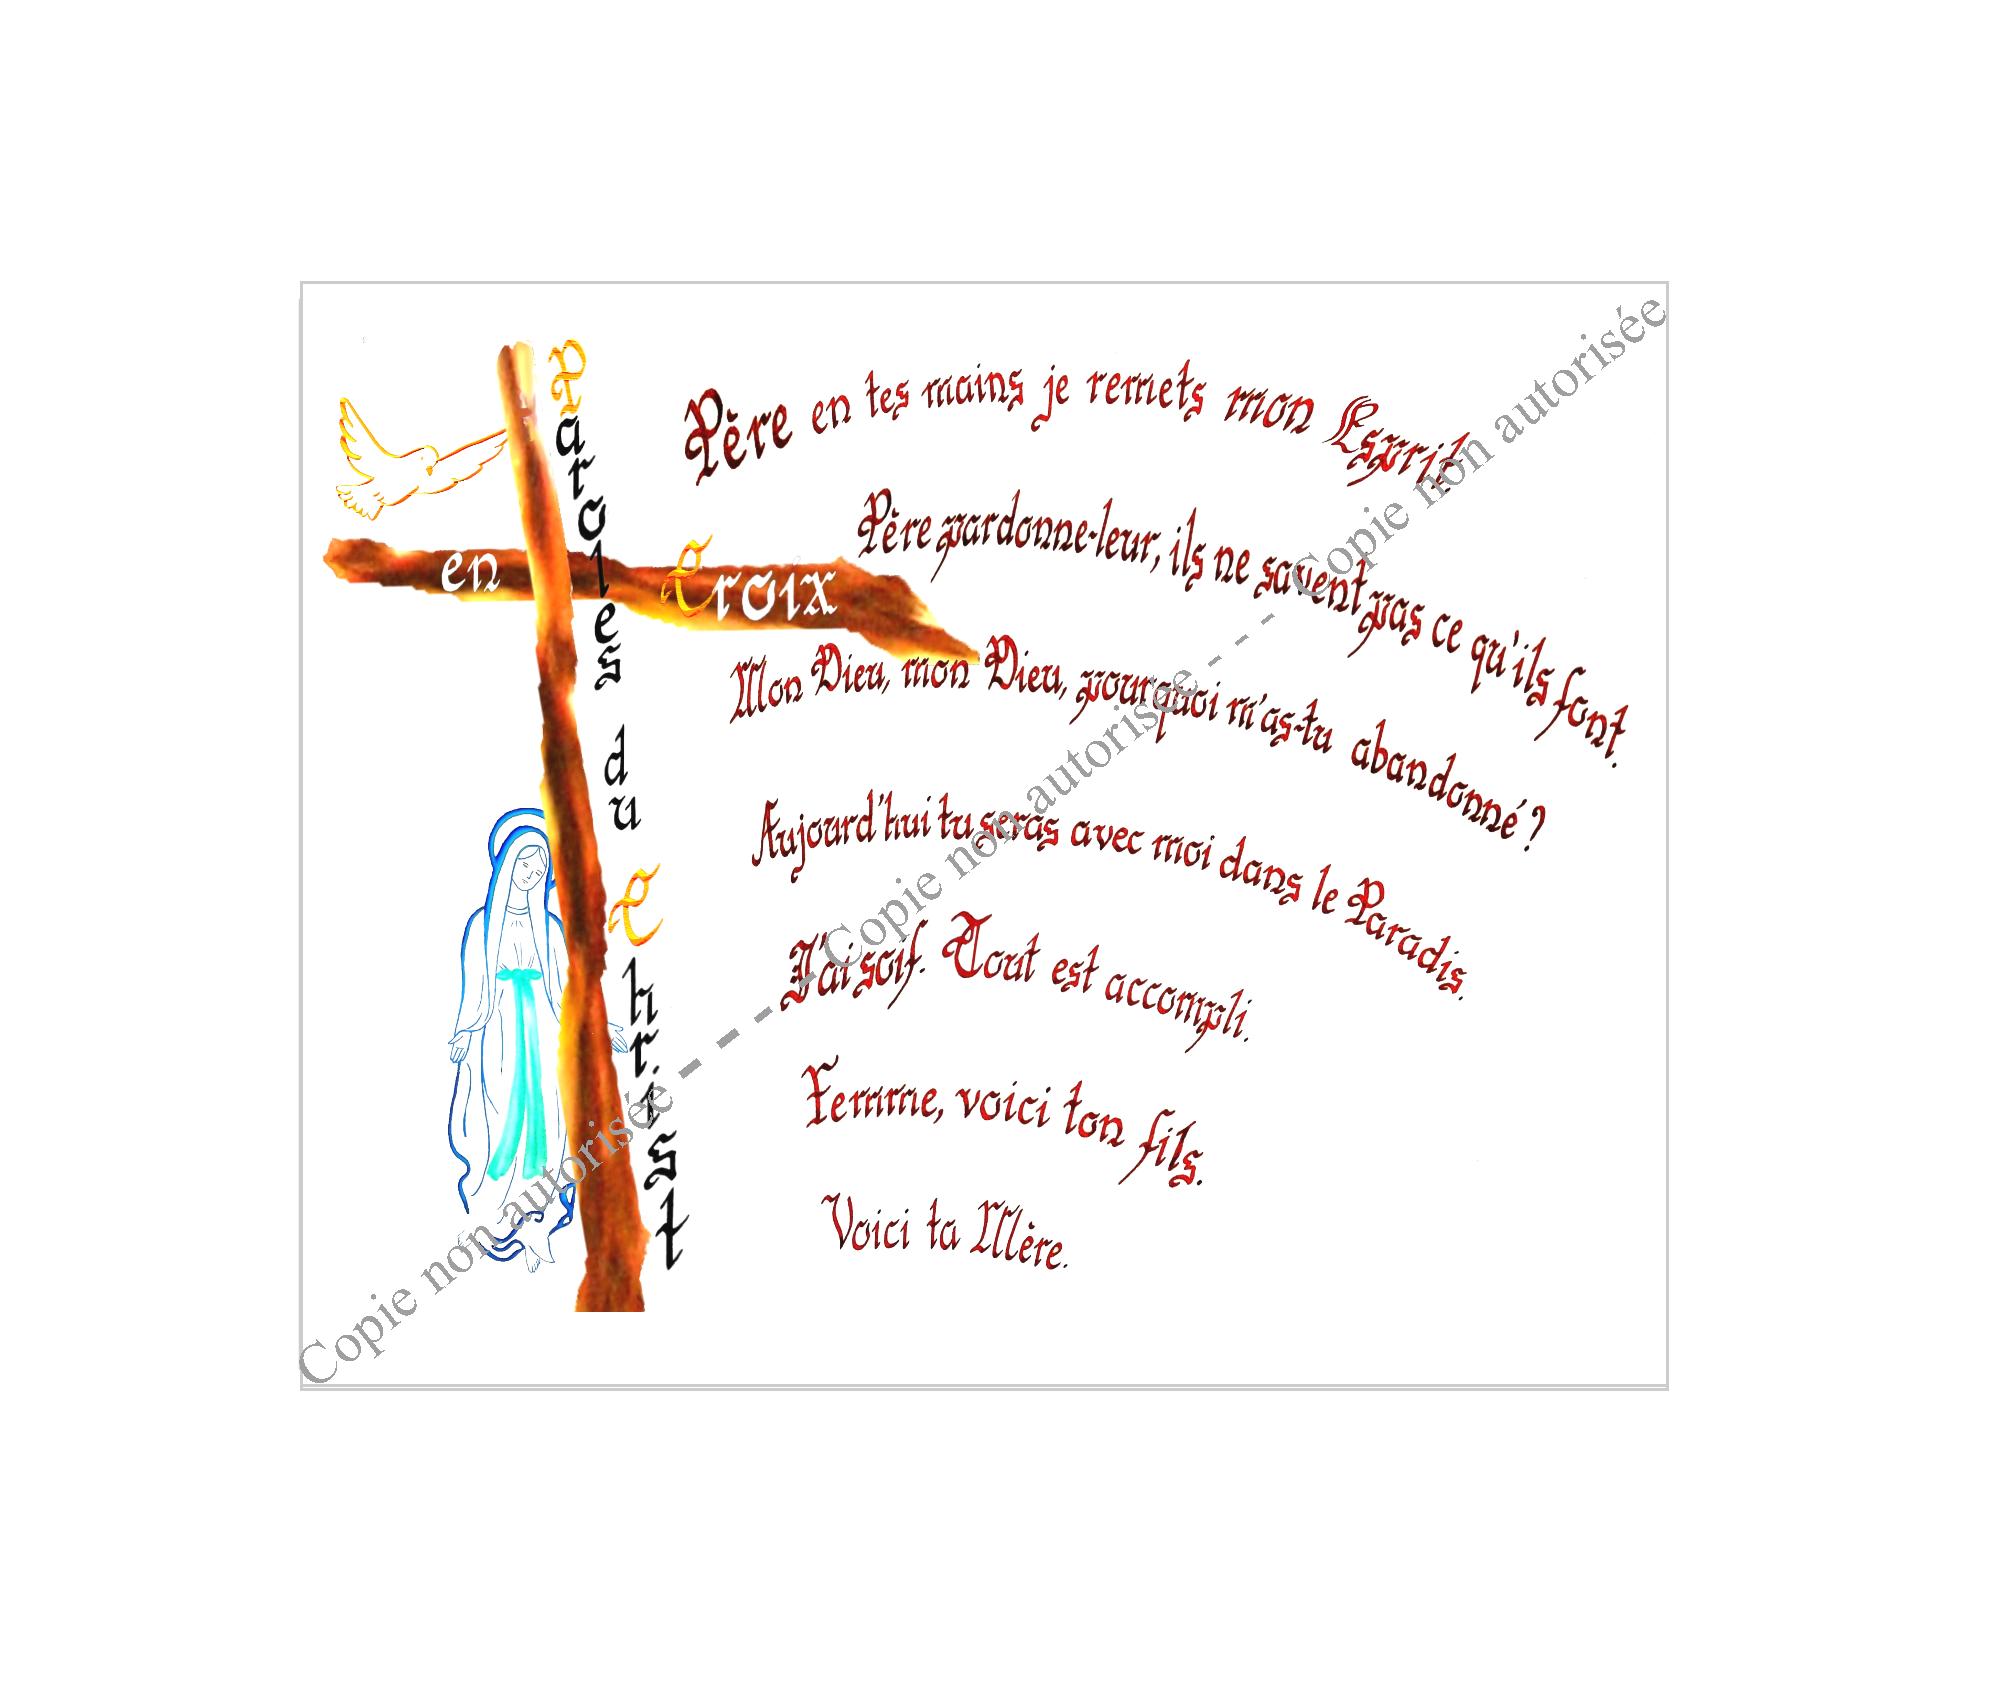 Paroles du Christ
en Croix
Père en tes mains je remets mon Esprit
Père pardonne-leur, ils ne savent pas ce qu'ils font.
Mon Dieu, mon Dieu, pourquoi m'as-tu abandonné ?
Aujourd'hui tu seras avec moi dans le Paradis.
J'ai soif. Tout est accompli.
Femme, voici ton fils.
Voici ta Mère.
Copie non autorisée - - - - Copie non autorisée - - - - Copie non autorisée